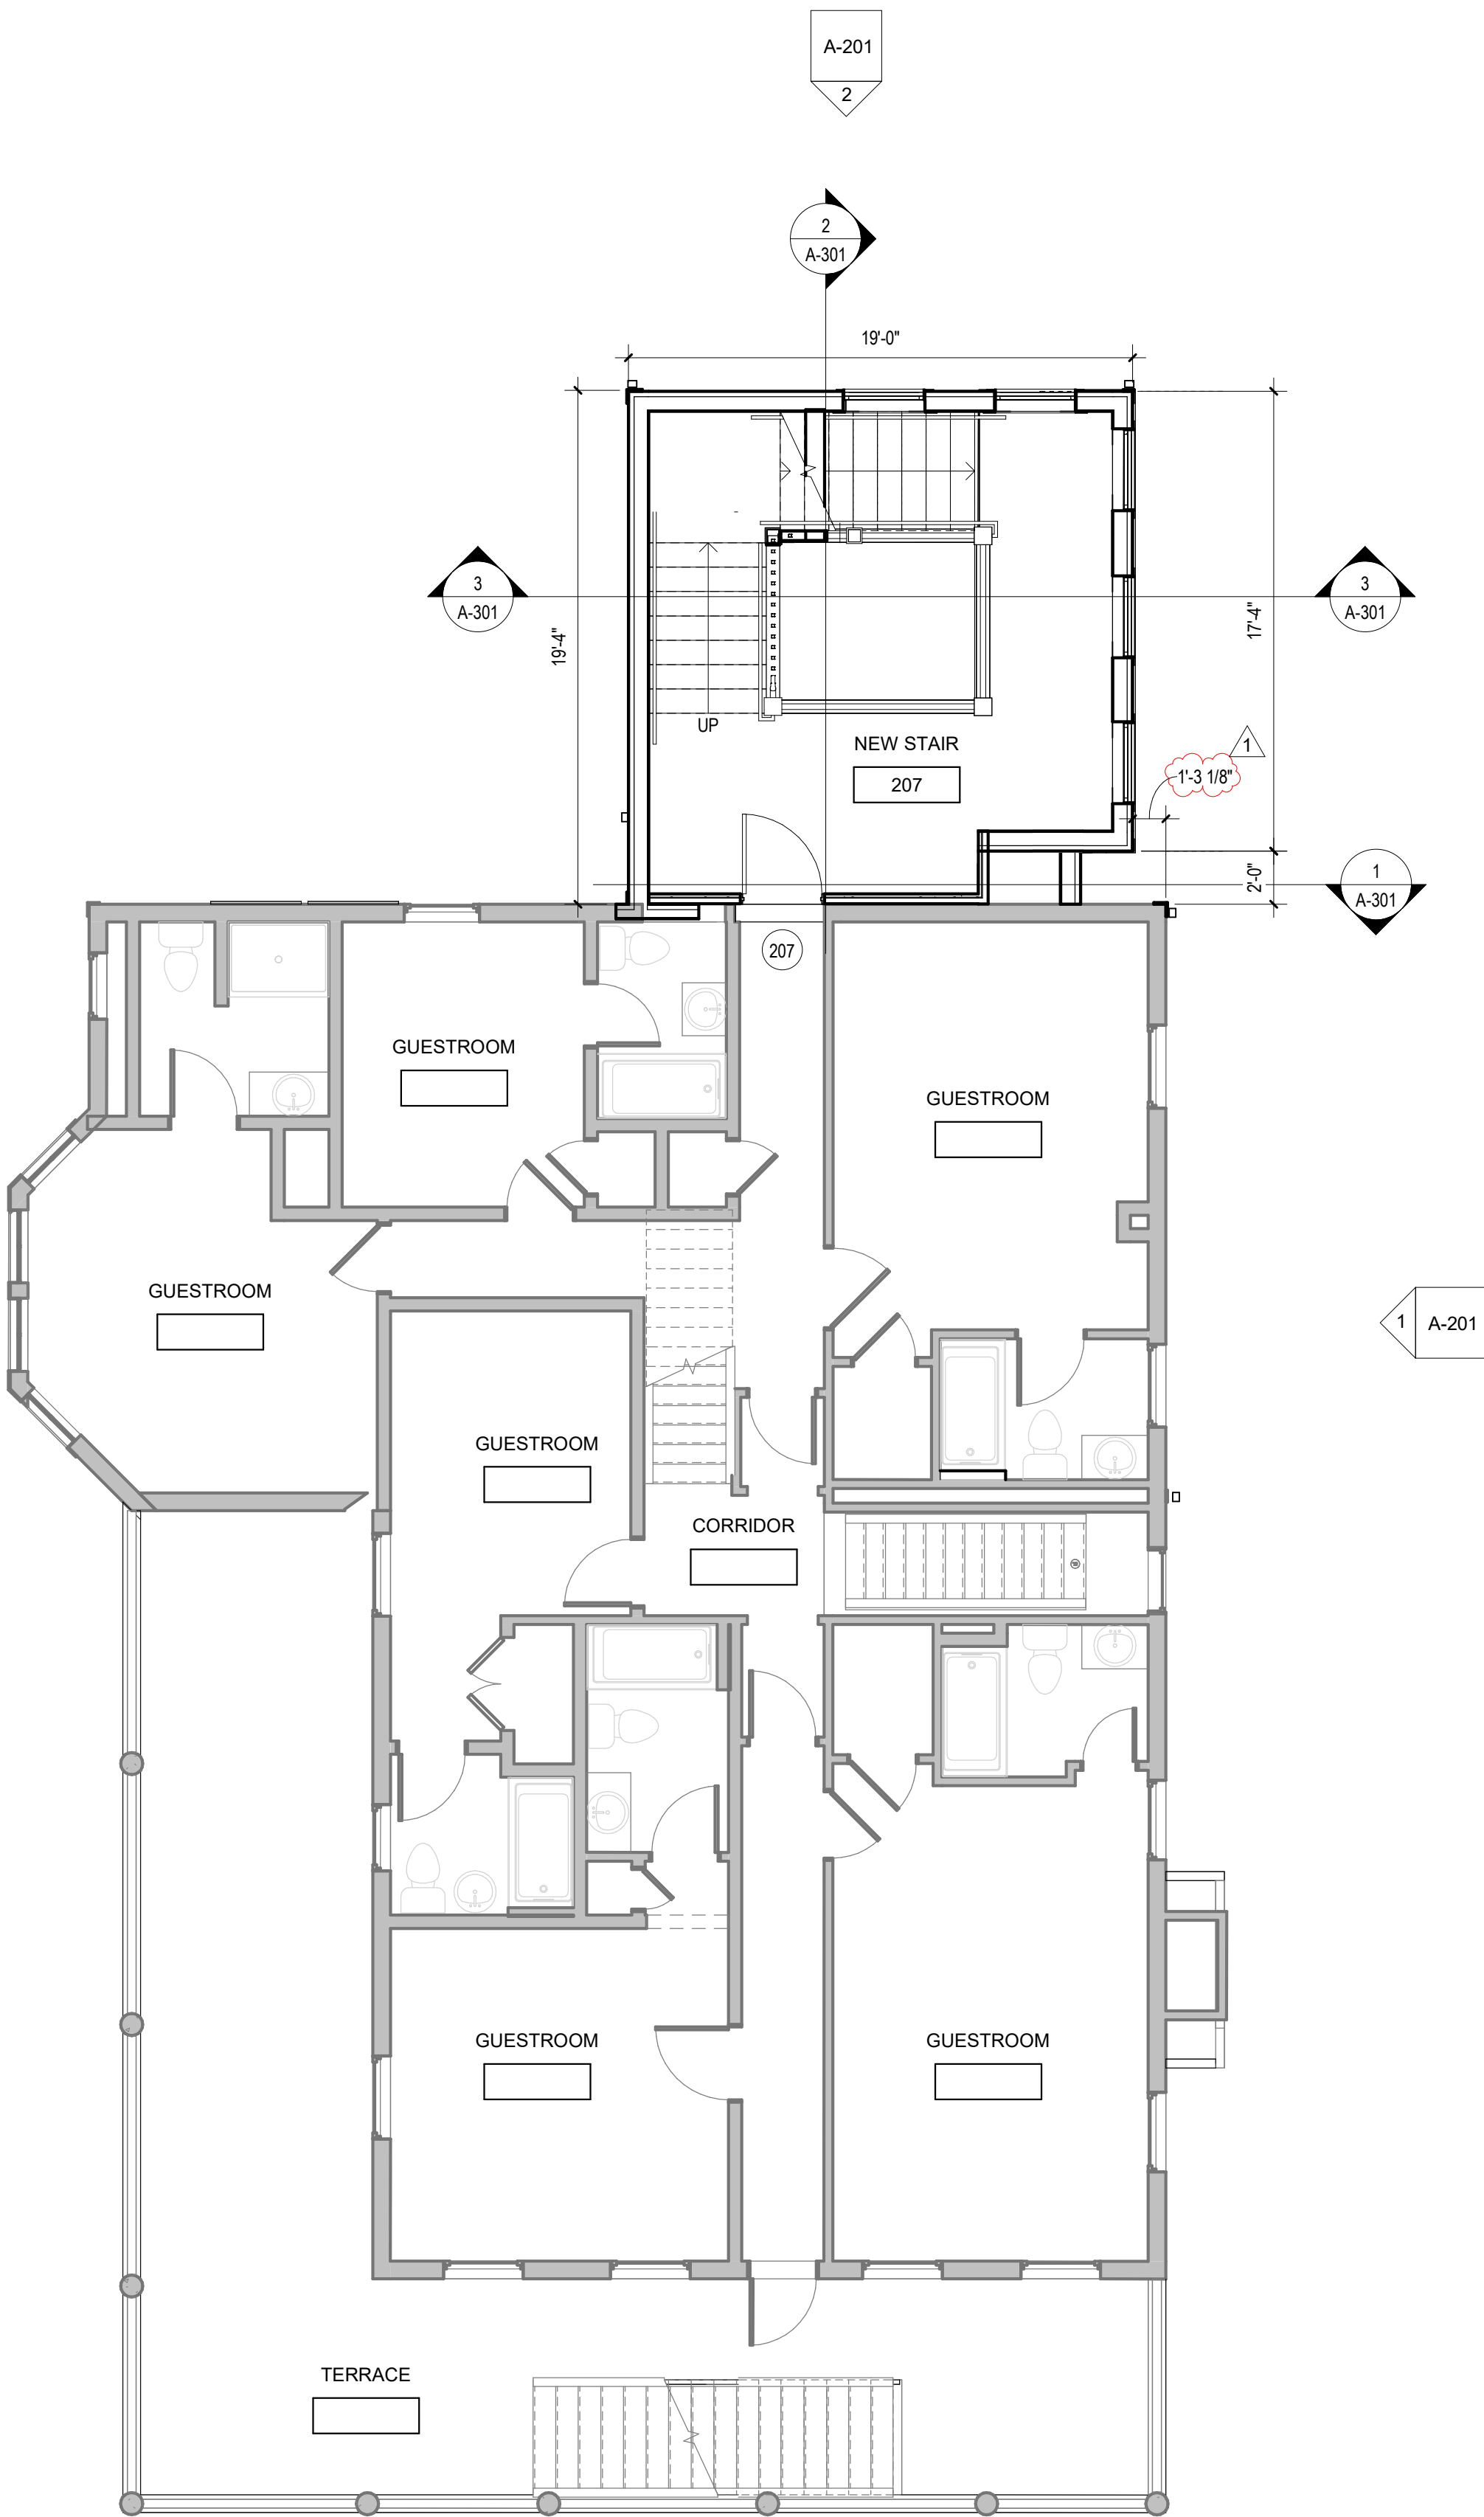 A-201
2
2
A-301
19'-0"
3
A-301
3
A-301
19'-4"
17'-4"
UP
NEW STAIR
207
1
1'-3 1/8"
2'-0"
1
A-301
207
GUESTROOM
GUESTROOM
GUESTROOM
1
A-201
GUESTROOM
CORRIDOR
GUESTROOM
GUESTROOM
TERRACE